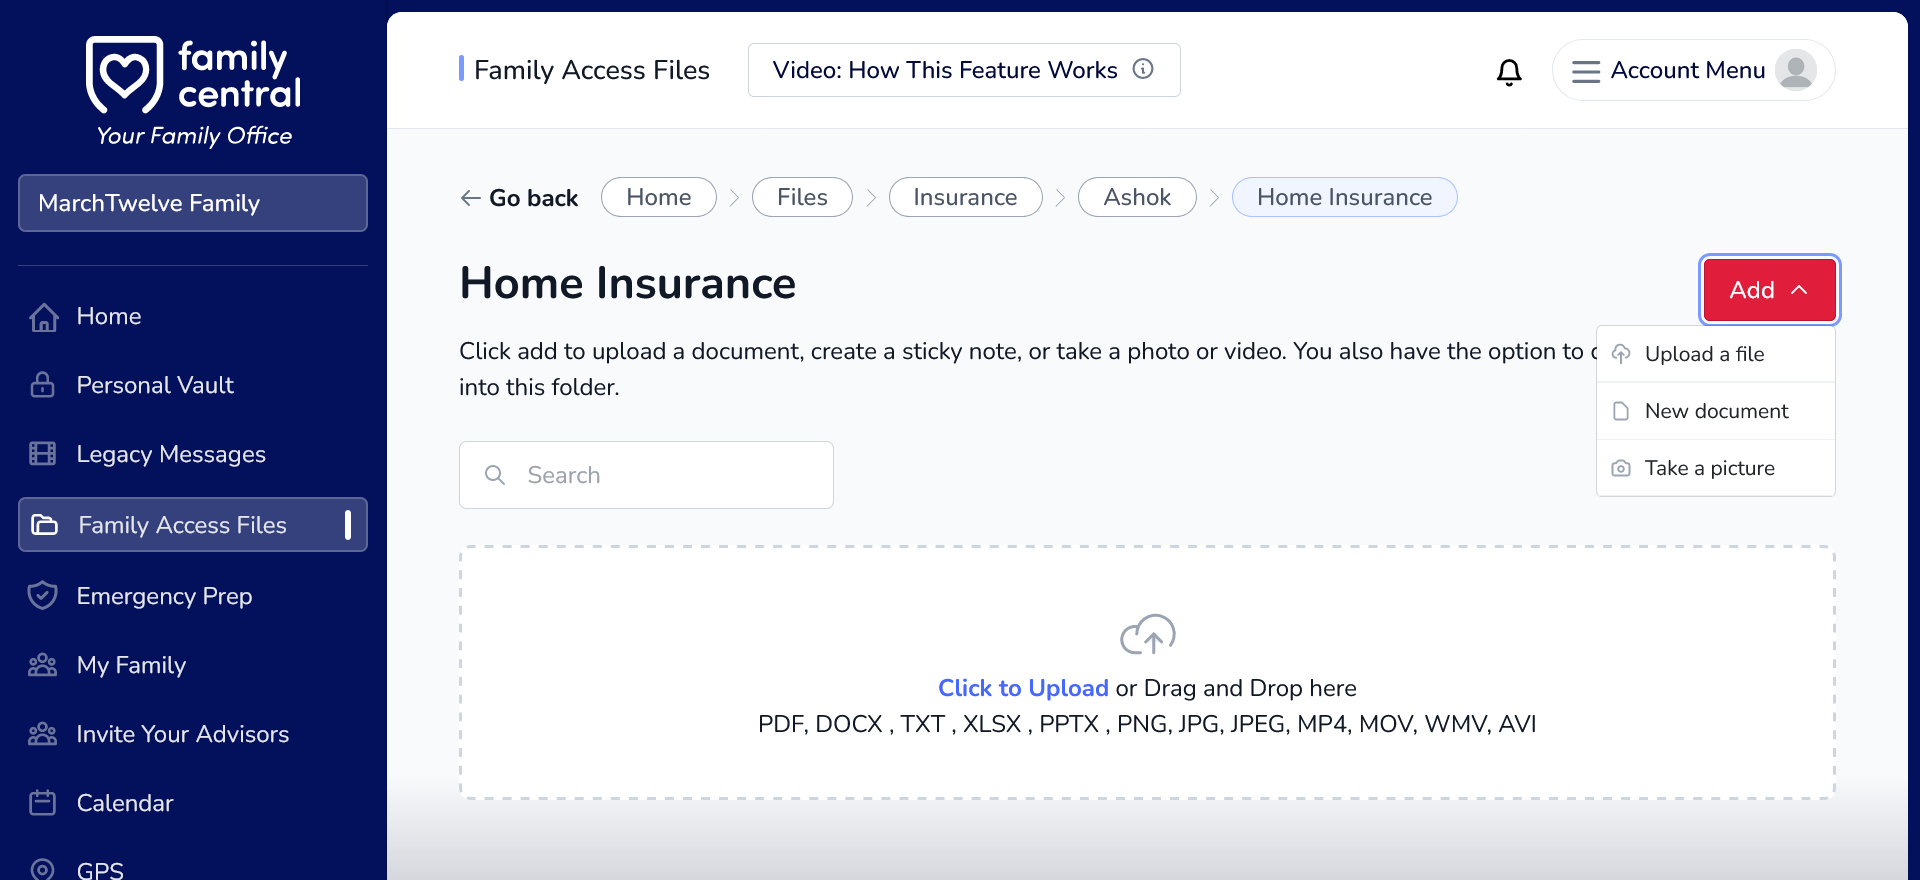 family
central
Your Family Office
MarchTwelve Family
Home
Personal Vault
Legacy Messages
Family Access Files
Emergency Prep
My Family
Invite Your Advisors
Calendar
GPS
Family Access Files
Video: How This Feature Works
Account Menu
Go back
Home
Files
Insurance
Ashok
Home Insurance
Home Insurance
Add
Click add to upload a document, create a sticky note, or take a photo or video. You also have the option to
into this folder.
Upload a file
New document
Take a picture
Search
Click to Upload or Drag and Drop here
PDF, DOCX , TXT , XLSX , PPTX , PNG, JPG, JPEG, MP4, MOV, WMV, AVI